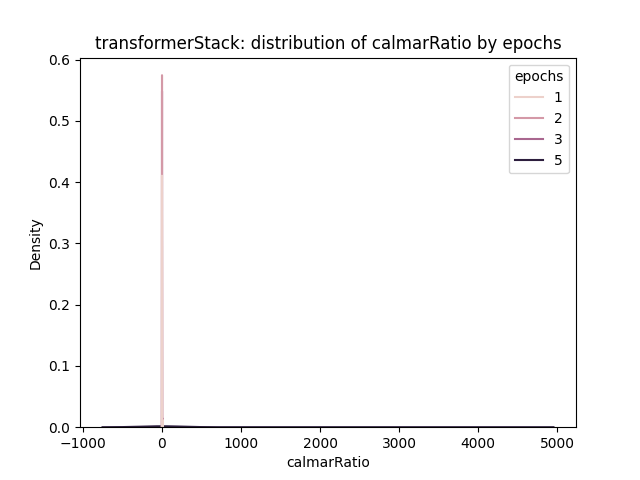 transformerStack: distribution of calmarRatio by epochs
epochs
1
2
3
5
Density
0.6
0.5
0.4
0.3
0.2
0.1
0.0
−1000 0 1000 2000 3000 4000 5000
calmarRatio